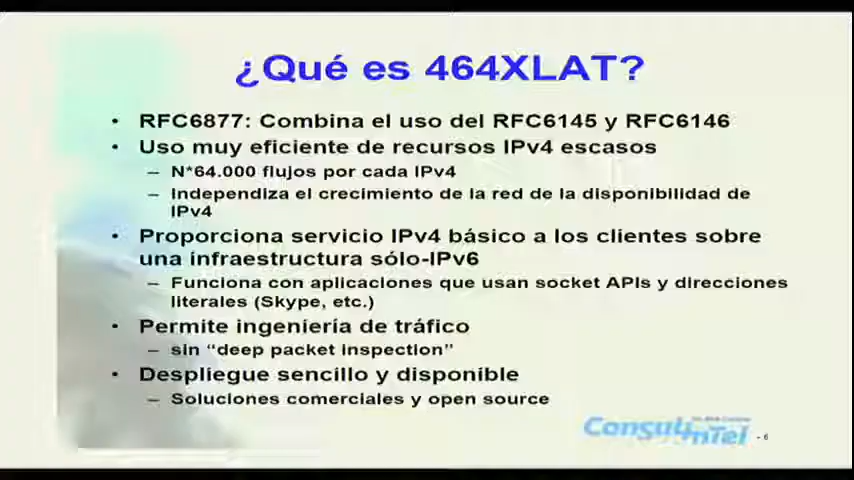 ¿Qué es 464XLAT?
• RFC6877: Combina el uso del RFC6145 y RFC6146
• Uso muy eficiente de recursos IPv4 escasos
– N*64.000 flujos por cada IPv4
– Independiza el crecimiento de la red de la disponibilidad de
IPv4
• Proporciona servicio IPv4 básico a los clientes sobre
una infraestructura sólo-IPv6
– Funciona con aplicaciones que usan socket APIs y direcciones
literales (Skype, etc.)
• Permite ingeniería de tráfico
– sin “deep packet inspection”
• Despliegue sencillo y disponible
– Soluciones comerciales y open source
Consulintel
- 6